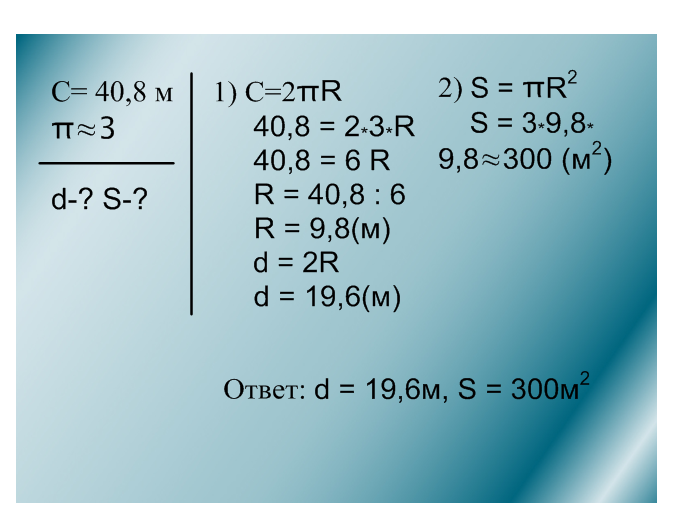 C= 40,8 м
π≈3
d-? S-?
1) C=2πR
40,8 = 2*3*R
40,8 = 6 R
R = 40,8 : 6
R = 9,8(м)
d = 2R
d = 19,6(м)
2) S = πR²
S = 3*9,8*
9,8≈300 (м²)
Ответ: d = 19,6м, S = 300м²